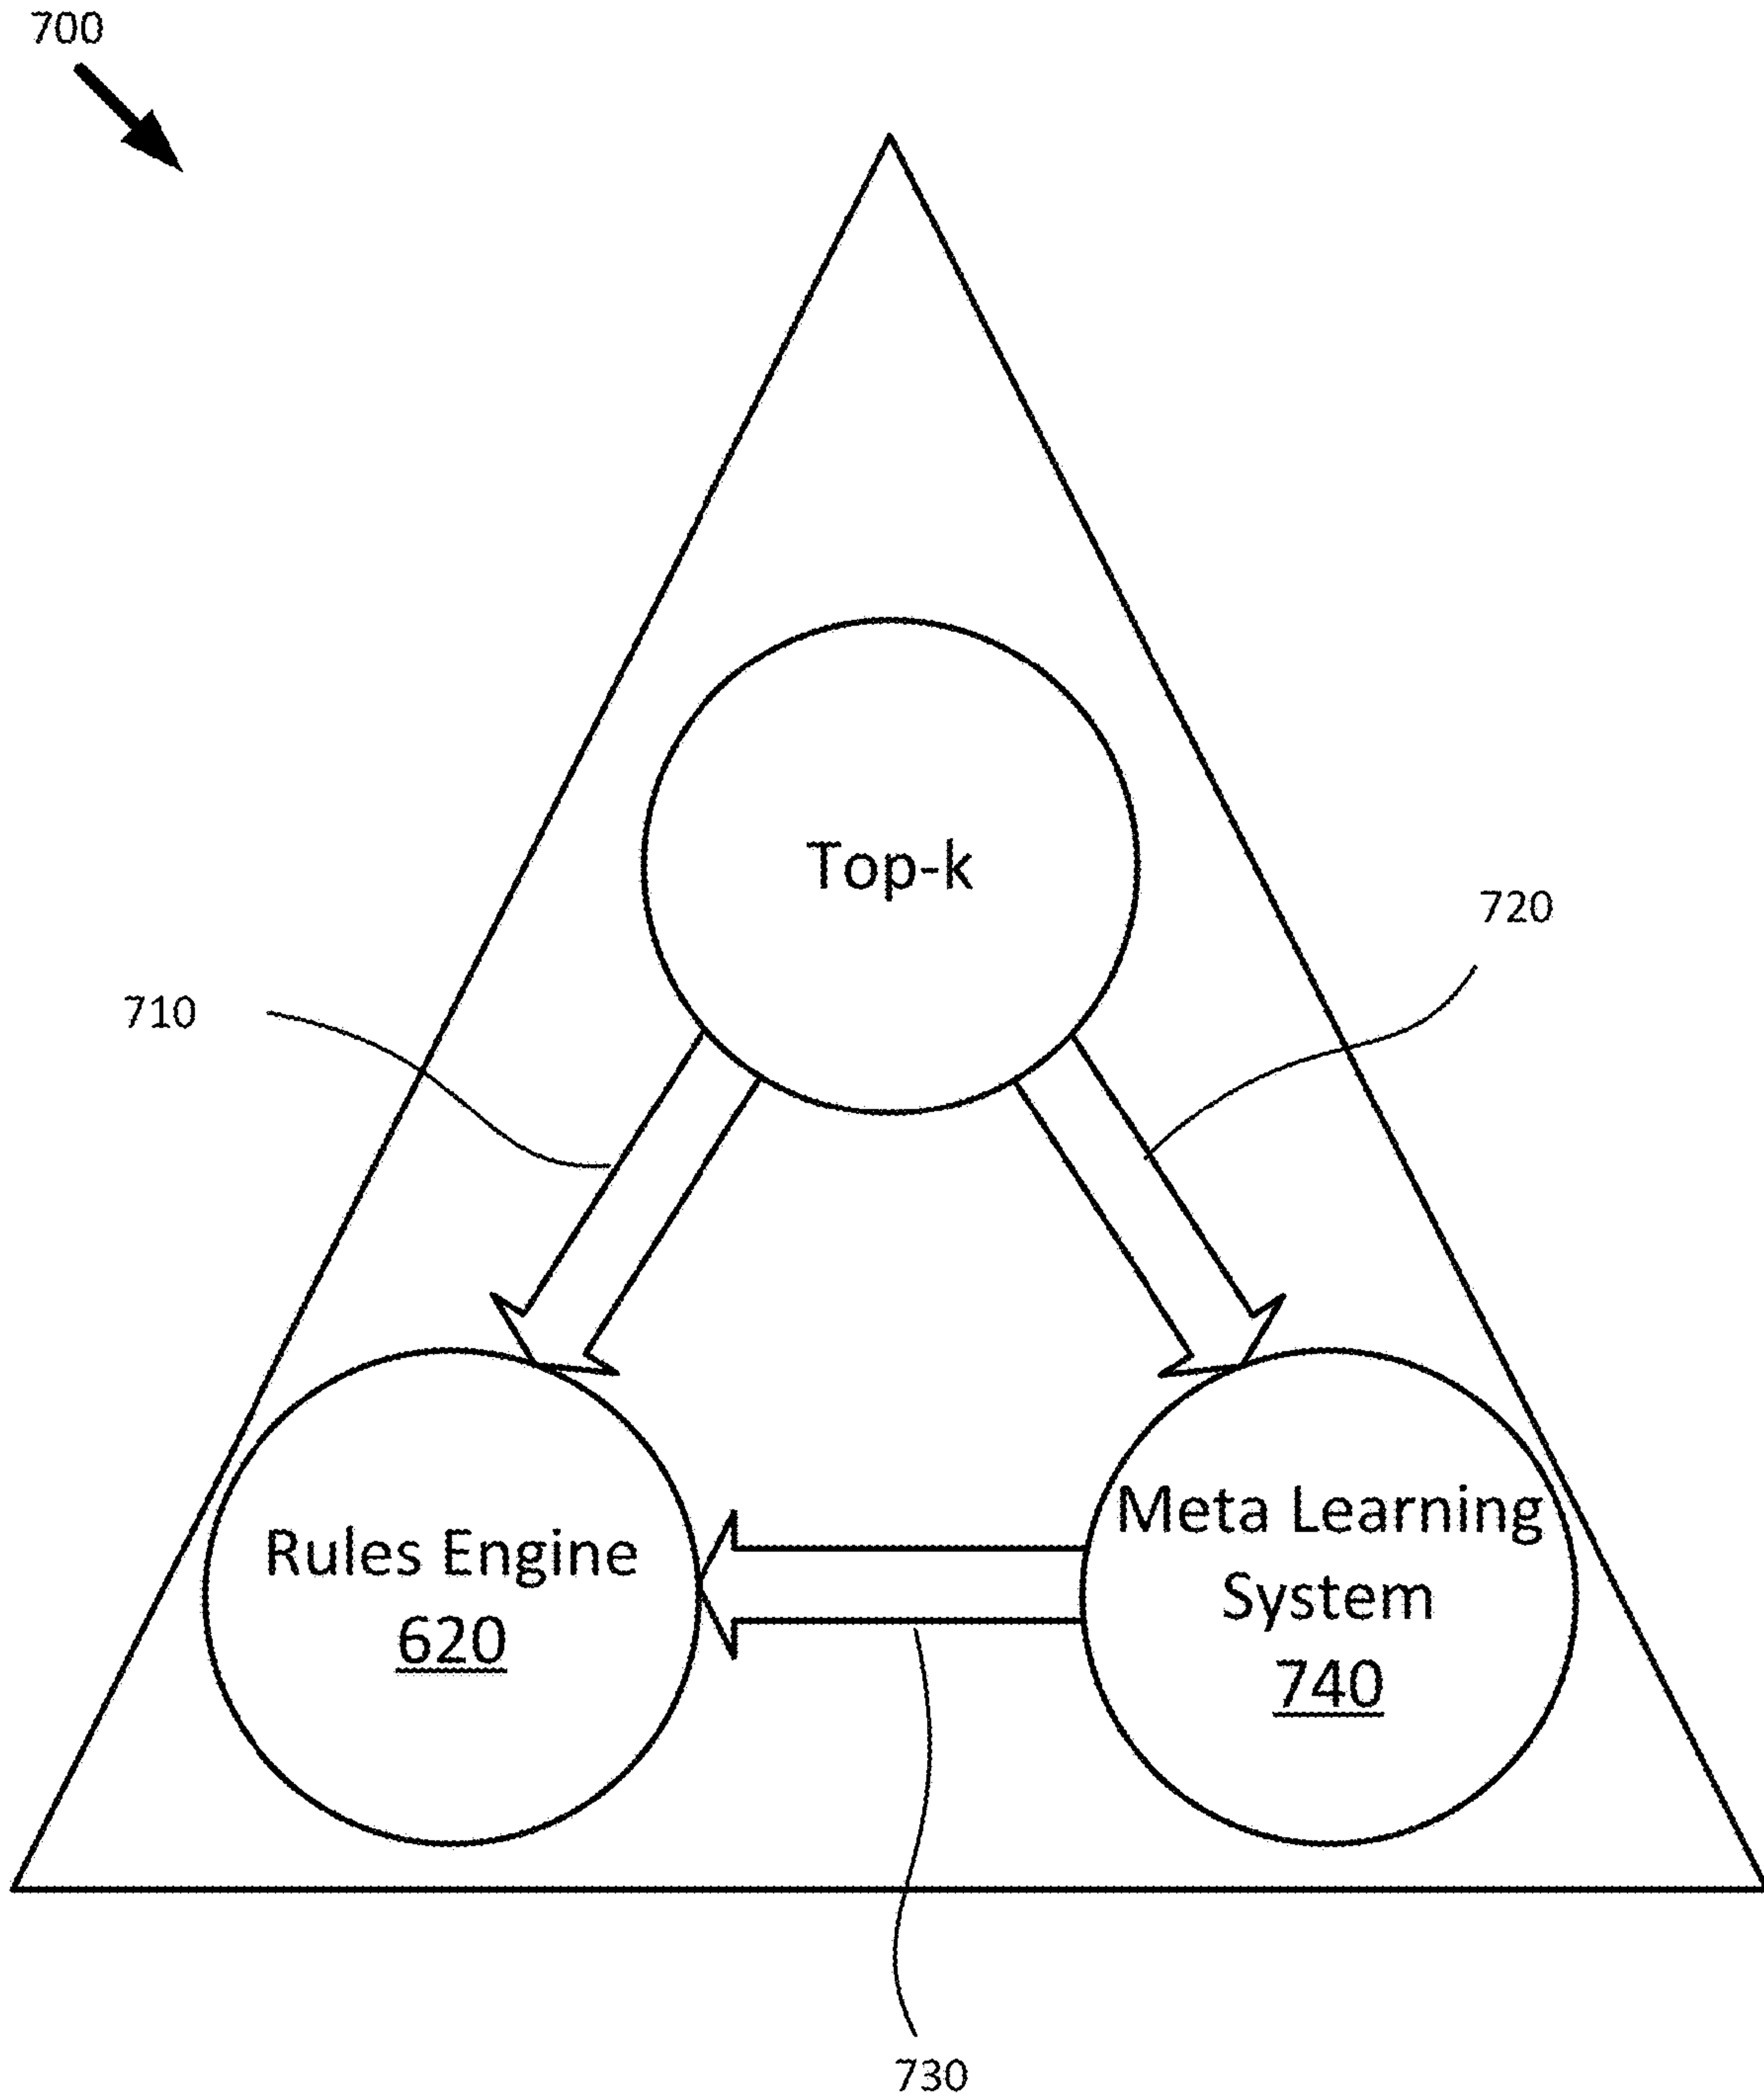 700
Top-k
720
710
Rules Engine
620
Meta Learning
System
740
730